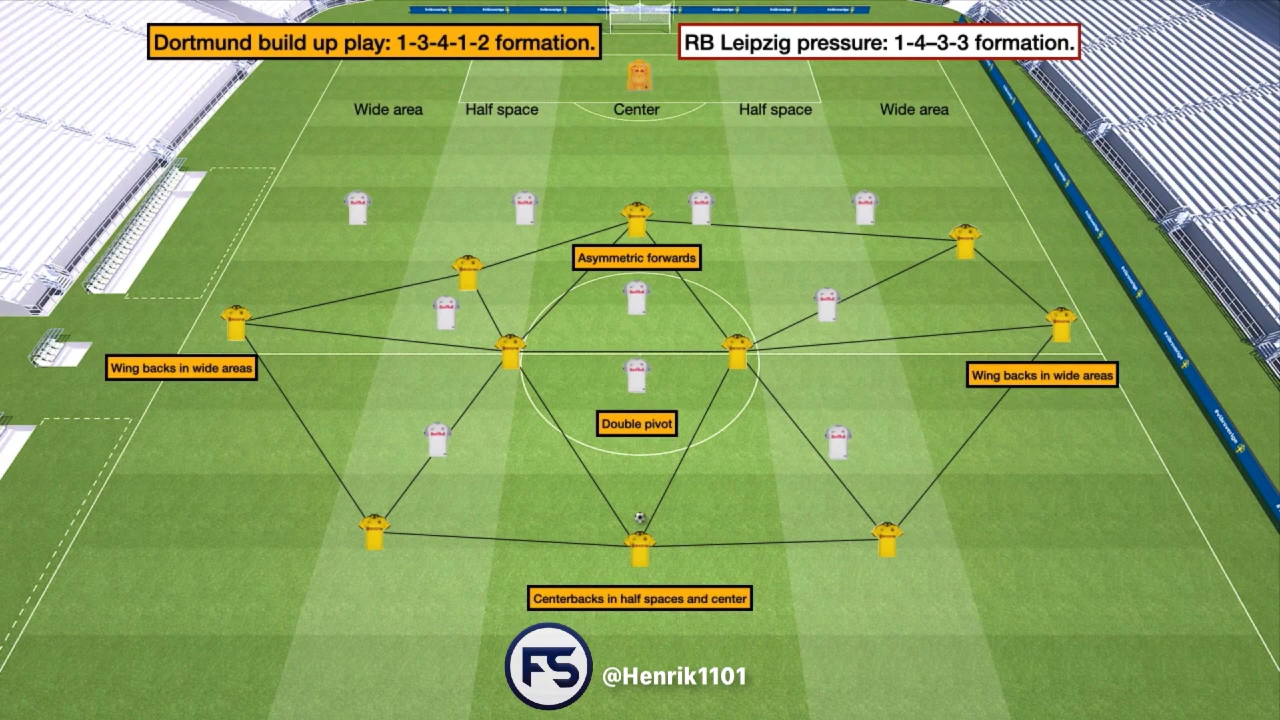 Dortmund build up play: 1-3-4-1-2 formation.
RB Leipzig pressure: 1-4–3-3 formation.
Wide area
Half space
Center
Half space
Wide area
Asymmetric forwards
Wing backs in wide areas
Wing backs in wide areas
Double pivot
Centerbacks in half spaces and center
FS
@Henrik1101